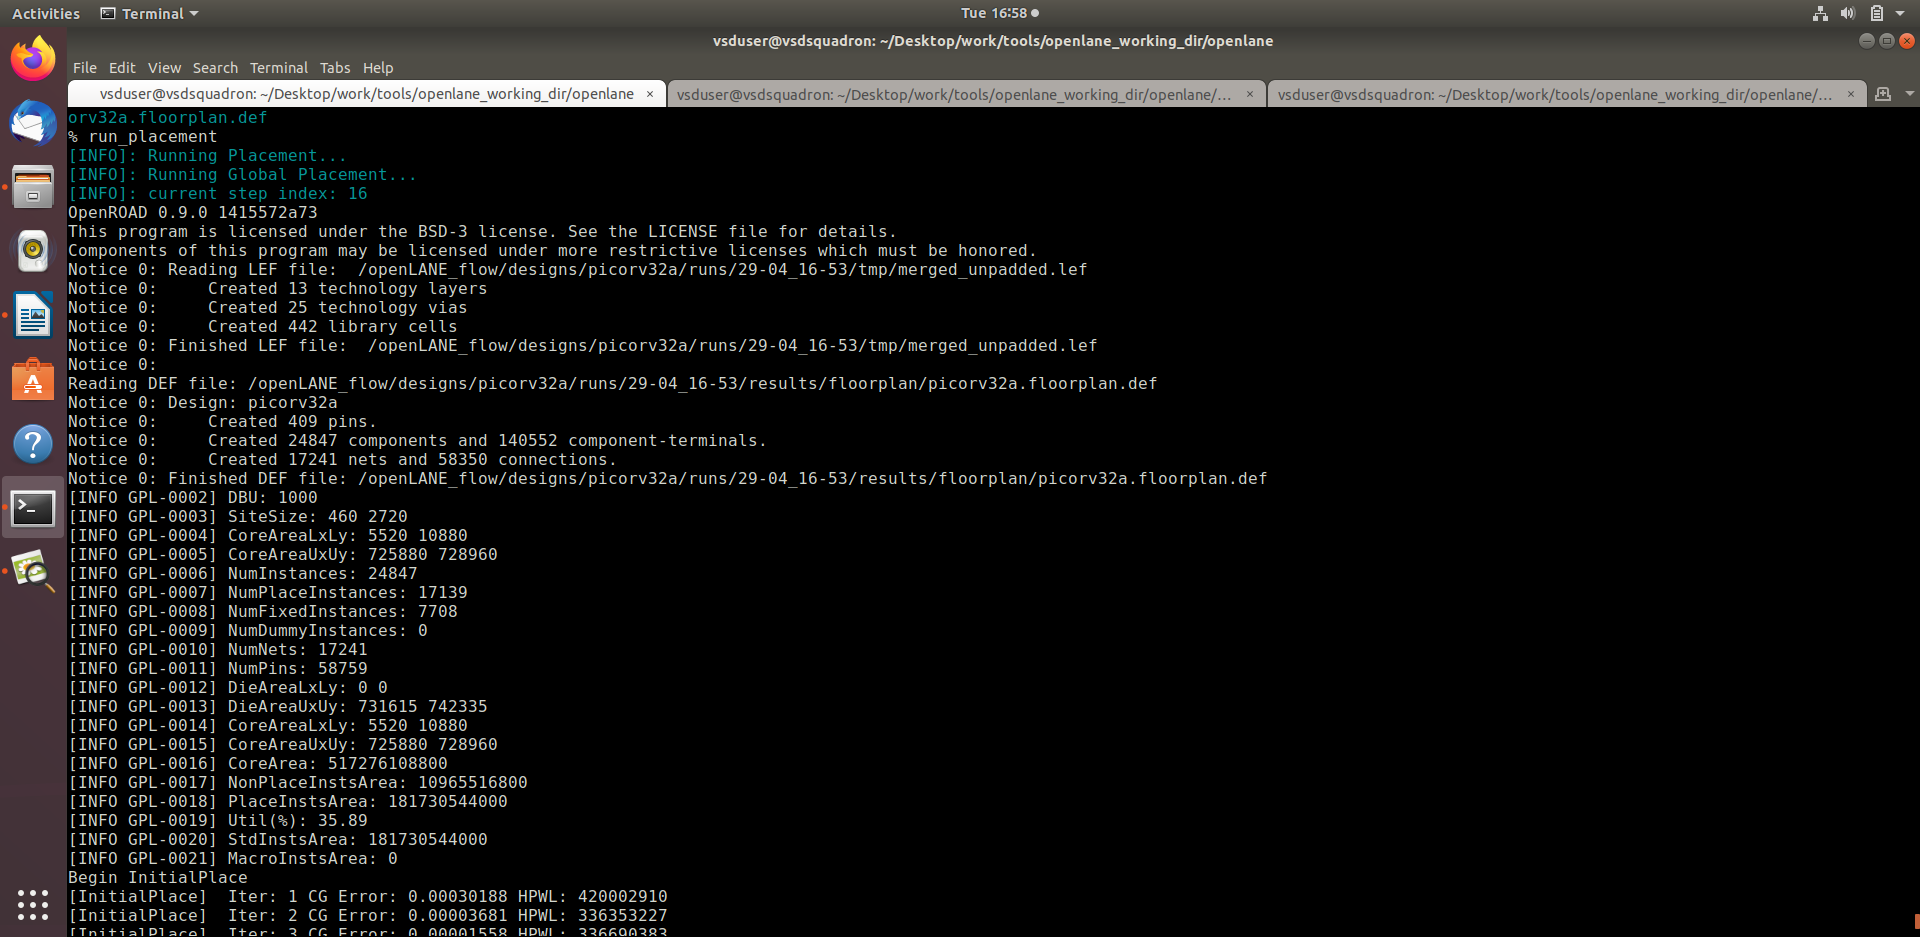 Activities Terminal Tue 16:58
vsduser@vsdsquadron: ~/Desktop/work/tools/openlane_working_dir/openlane
File Edit View Search Terminal Tabs Help
vsduser@vsdsquadron: ~/Desktop/work/tools/openlane_working_dir/openlane × vsduser@vsdsquadron: ~/Desktop/work/tools/openlane_working_dir/openlane/... × vsduser@vsdsquadron: ~/Desktop/work/tools/openlane_working_dir/openlane/... ×
orv32a.floorplan.def
% run_placement
[INFO]: Running Placement...
[INFO]: Running Global Placement...
[INFO]: current step index: 16
OpenROAD 0.9.0 1415572a73
This program is licensed under the BSD-3 license. See the LICENSE file for details.
Components of this program may be licensed under more restrictive licenses which must be honored.
Notice 0: Reading LEF file:  /openLANE_flow/designs/picorv32a/runs/29-04_16-53/tmp/merged_unpadded.lef
Notice 0:     Created 13 technology layers
Notice 0:     Created 25 technology vias
Notice 0:     Created 442 library cells
Notice 0: Finished LEF file:  /openLANE_flow/designs/picorv32a/runs/29-04_16-53/tmp/merged_unpadded.lef
Notice 0:
Reading DEF file: /openLANE_flow/designs/picorv32a/runs/29-04_16-53/results/floorplan/picorv32a.floorplan.def
Notice 0: Design: picorv32a
Notice 0:     Created 409 pins.
Notice 0:     Created 24847 components and 140552 component-terminals.
Notice 0:     Created 17241 nets and 58350 connections.
Notice 0: Finished DEF file: /openLANE_flow/designs/picorv32a/runs/29-04_16-53/results/floorplan/picorv32a.floorplan.def
[INFO GPL-0002] DBU: 1000
[INFO GPL-0003] SiteSize: 460 2720
[INFO GPL-0004] CoreAreaLxLy: 5520 10880
[INFO GPL-0005] CoreAreaUxUy: 725880 728960
[INFO GPL-0006] NumInstances: 24847
[INFO GPL-0007] NumPlaceInstances: 17139
[INFO GPL-0008] NumFixedInstances: 7708
[INFO GPL-0009] NumDummyInstances: 0
[INFO GPL-0010] NumNets: 17241
[INFO GPL-0011] NumPins: 58759
[INFO GPL-0012] DieAreaLxLy: 0 0
[INFO GPL-0013] DieAreaUxUy: 731615 742335
[INFO GPL-0014] CoreAreaLxLy: 5520 10880
[INFO GPL-0015] CoreAreaUxUy: 725880 728960
[INFO GPL-0016] CoreArea: 517276108800
[INFO GPL-0017] NonPlaceInstsArea: 10965516800
[INFO GPL-0018] PlaceInstsArea: 181730544000
[INFO GPL-0019] Util(%): 35.89
[INFO GPL-0020] StdInstsArea: 181730544000
[INFO GPL-0021] MacroInstsArea: 0
Begin InitialPlace
[InitialPlace]  Iter: 1 CG Error: 0.00030188 HPWL: 420002910
[InitialPlace]  Iter: 2 CG Error: 0.00003681 HPWL: 336353227
[InitialPlace]  Iter: 3 CG Error: 0.00001558 HPWL: 336690383